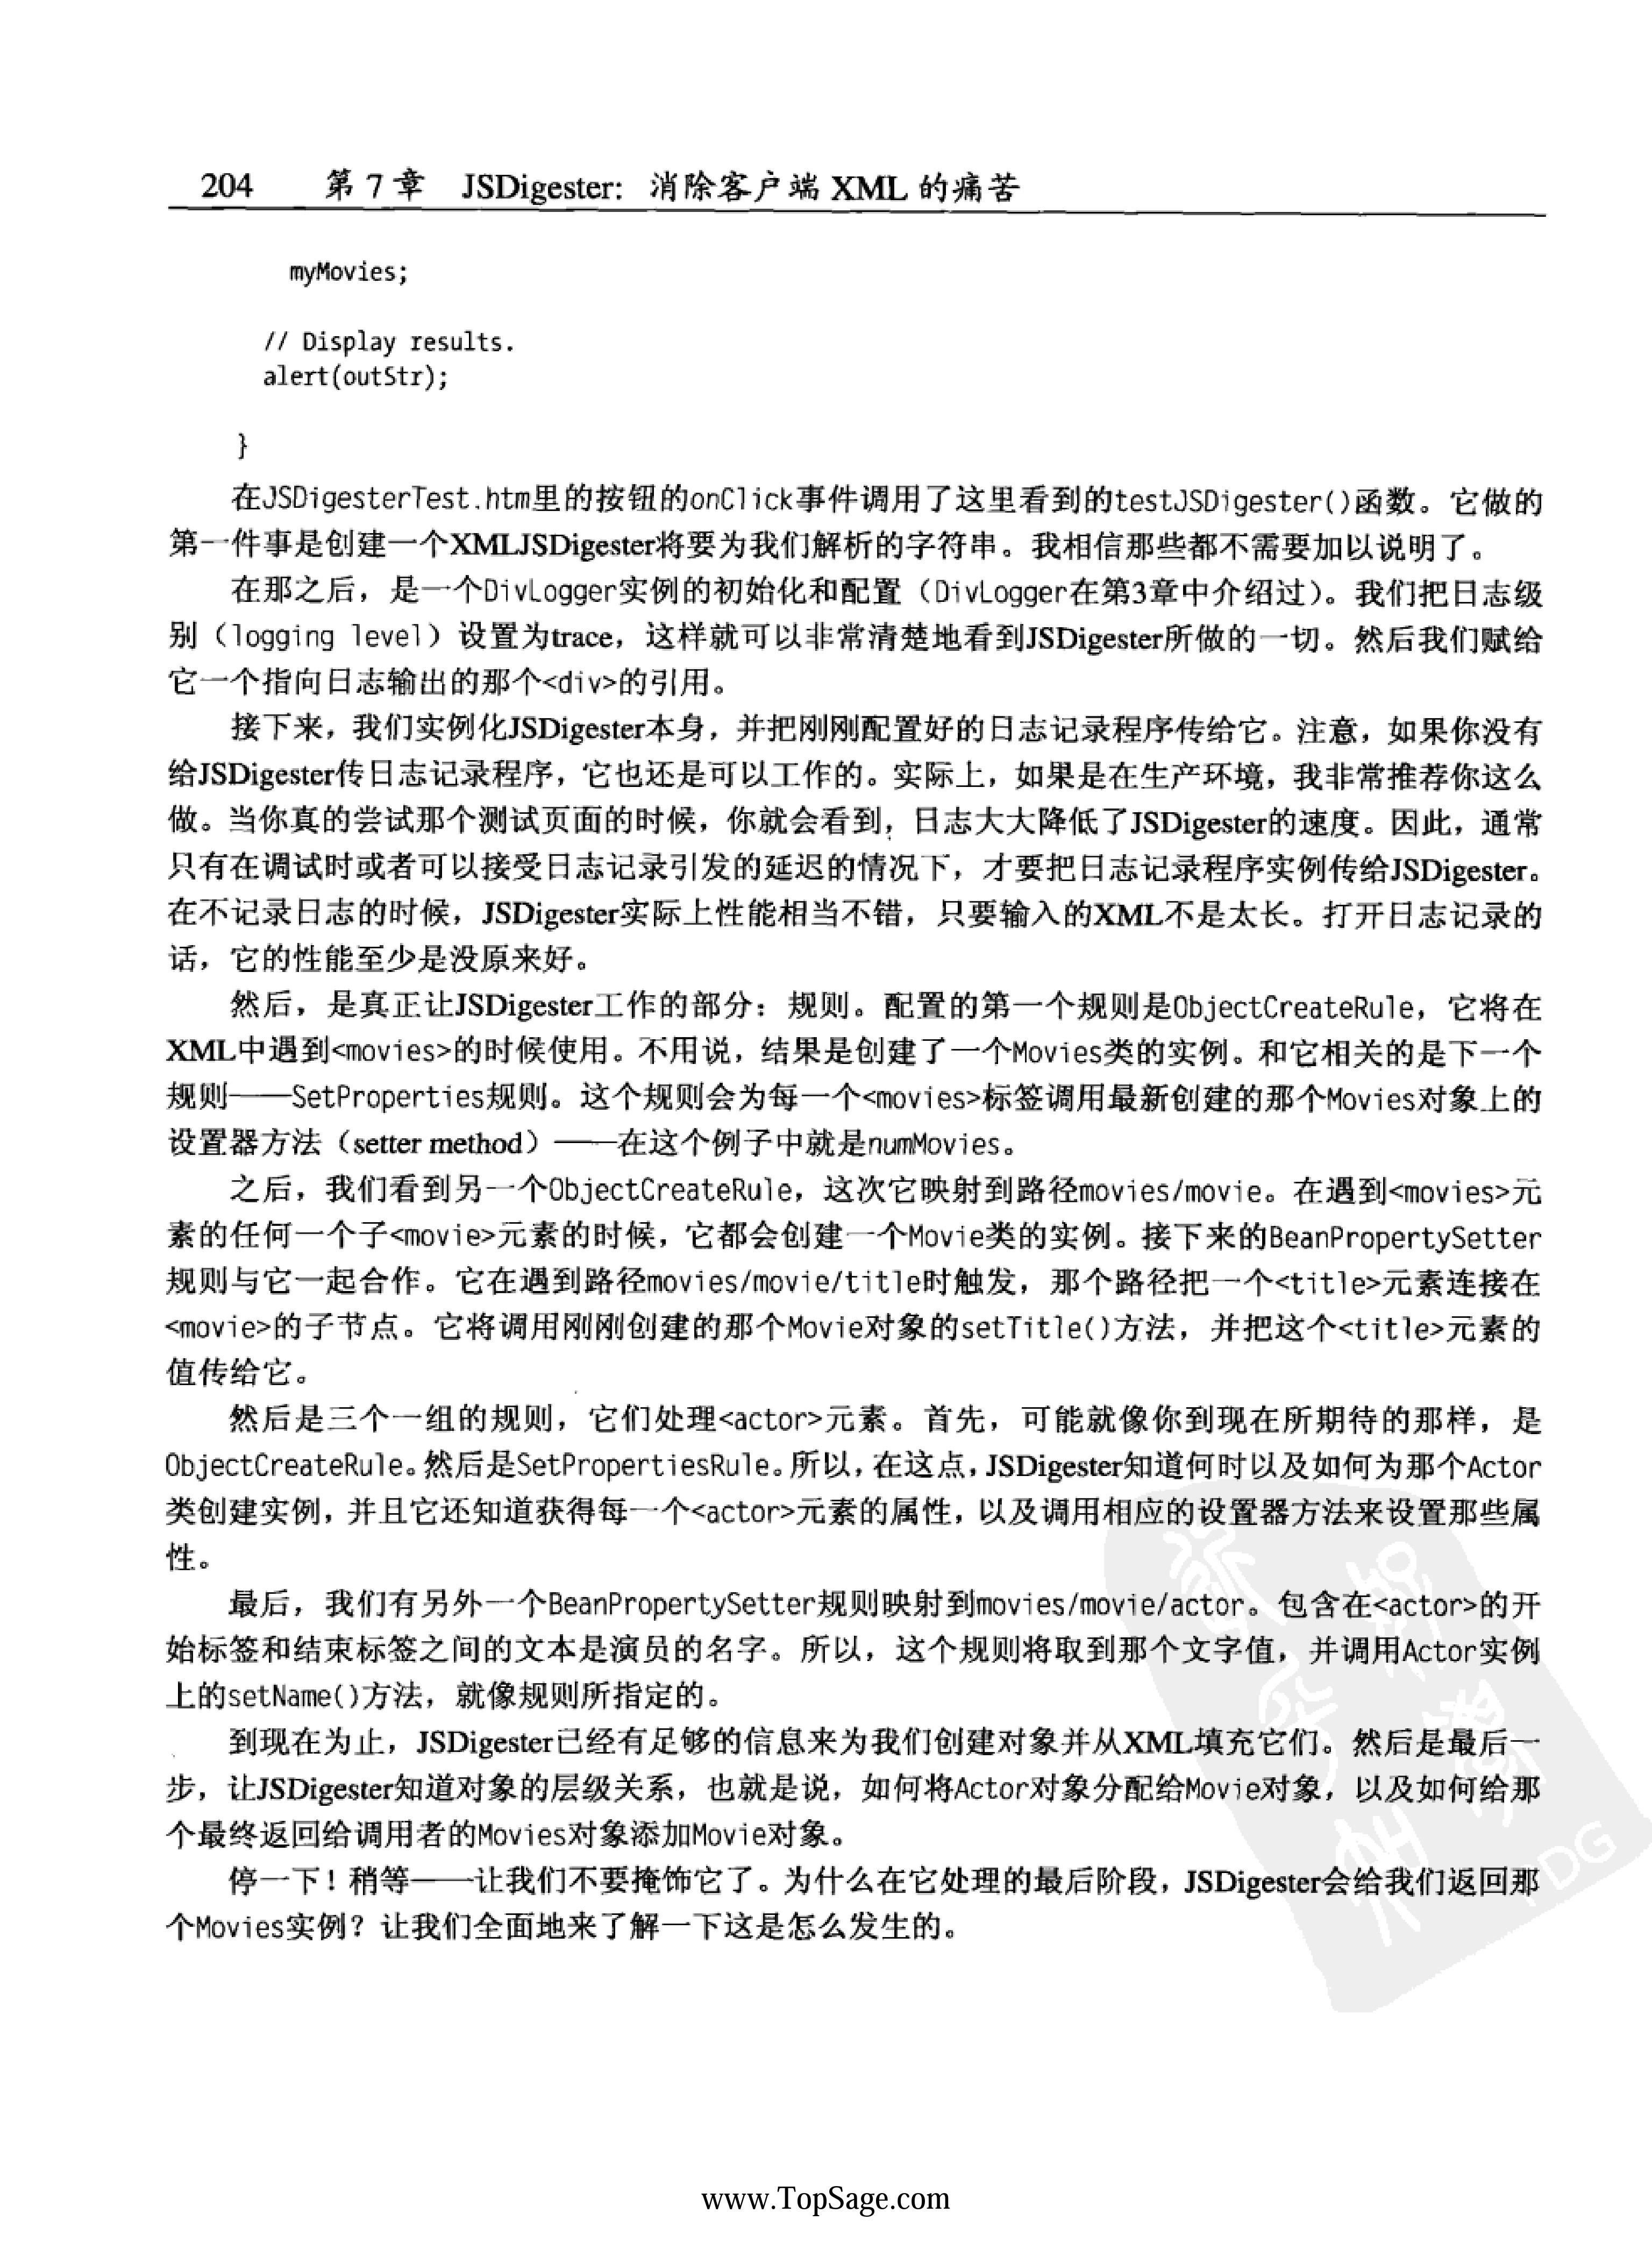 204 第 7 章 JSDigester: 消除客户端 XML 的痛苦
myMovies;
// Display results.
alert(outStr);
}
在JSDigesterTest.htm里的按钮的onClick事件调用了这里看到的testJSDigester()函数。它做的
第一件事是创建一个XMLJSDigester将要为我们解析的字符串。我相信那些都不需要加以说明了。
在那之后，是一个DivLogger实例的初始化和配置（DivLogger在第3章中介绍过）。我们把日志级
别（logging level）设置为trace，这样就可以非常清楚地看到JSDigester所做的一切。然后我们赋给
它一个指向日志输出的那个<div>的引用。
接下来，我们实例化JSDigester本身，并把刚刚配置好的日志记录程序传给它。注意，如果你没有
给JSDigester传日志记录程序，它也还是可以工作的。实际上，如果是在生产环境，我非常推荐你这么
做。当你真的尝试那个测试页面的时候，你就会看到，日志大大降低了JSDigester的速度。因此，通常
只有在调试时或者可以接受日志记录引发的延迟的情况下，才要把日志记录程序实例传给JSDigester。
在不记录日志的时候，JSDigester实际上性能相当不错，只要输入的XML不是太长。打开日志记录的
话，它的性能至少是没原来好。
然后，是真正让JSDigester工作的部分：规则。配置的第一个规则是ObjectCreateRule，它将在
XML中遇到<movies>的时候使用。不用说，结果是创建了一个Movies类的实例。和它相关的是下一个
规则——SetProperties规则。这个规则会为每一个<movies>标签调用最新创建的那个Movies对象上的
设置器方法（setter method）——在这个例子中就是numMovies。
之后，我们看到另一个ObjectCreateRule，这次它映射到路径movies/movie。在遇到<movies>元
素的任何一个子<movie>元素的时候，它都会创建一个Movie类的实例。接下来的BeanPropertySetter
规则与它一起合作。它在遇到路径movies/movie/title时触发，那个路径把一个<title>元素连接在
<movie>的子节点。它将调用刚刚创建的那个Movie对象的setTitle()方法，并把这个<title>元素的
值传给它。
然后是三个一组的规则，它们处理<actor>元素。首先，可能就像你到现在所期待的那样，是
ObjectCreateRule。然后是SetPropertiesRule。所以，在这点，JSDigester知道何时以及如何为那个Actor
类创建实例，并且它还知道获得每一个<actor>元素的属性，以及调用相应的设置器方法来设置那些属
性。
最后，我们有另外一个BeanPropertySetter规则映射到movies/movie/actor。包含在<actor>的开
始标签和结束标签之间的文本是演员的名字。所以，这个规则将取到那个文字值，并调用Actor实例
上的setName()方法，就像规则所指定的。
到现在为止，JSDigester已经有足够的信息来为我们创建对象并从XML填充它们。然后是最后一
步，让JSDigester知道对象的层级关系，也就是说，如何将Actor对象分配给Movie对象，以及如何给那
个最终返回给调用者的Movies对象添加Movie对象。
停一下！稍等——让我们不要掩饰它了。为什么在它处理的最后阶段，JSDigester会给我们返回那
个Movies实例？让我们全面地来了解一下这是怎么发生的。
www.TopSage.com